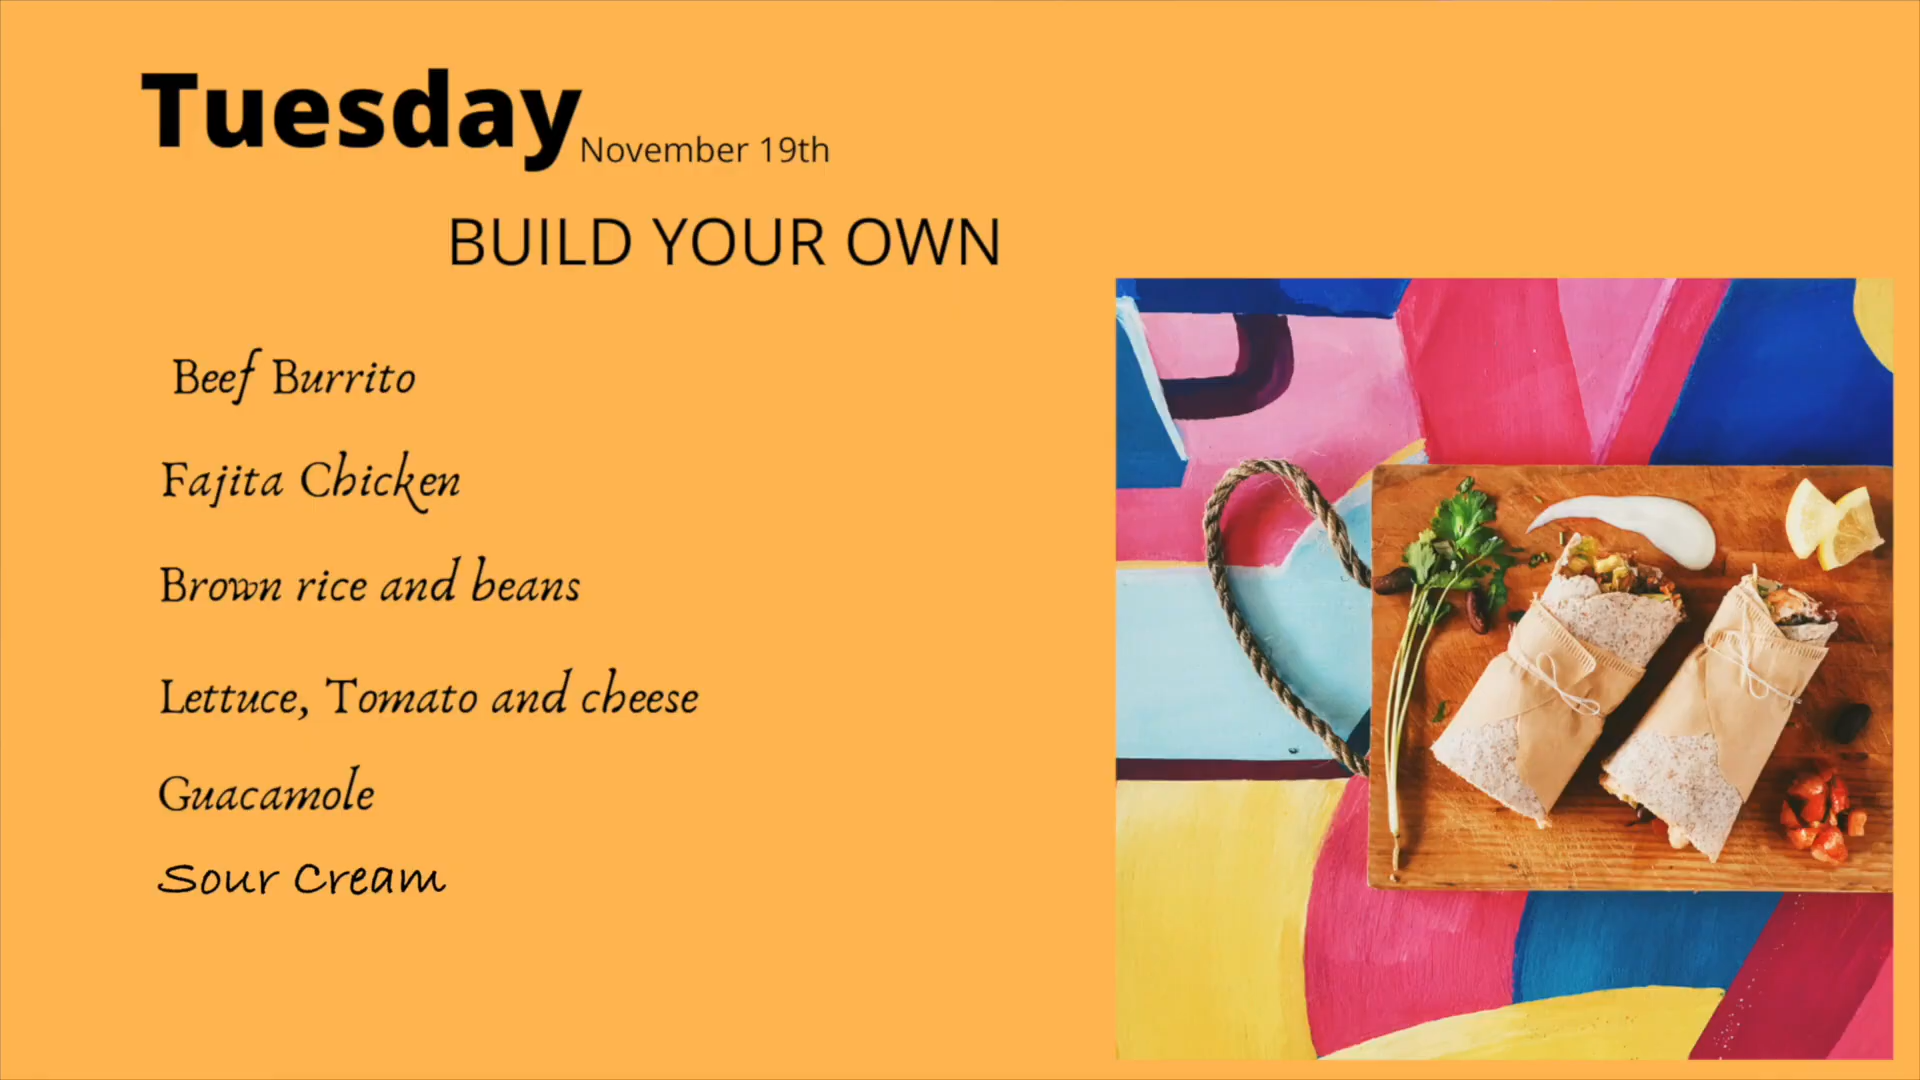 Tuesday
November 19th
BUILD YOUR OWN
Beef Burrito
Fajita Chicken
Brown rice and beans
Lettuce, Tomato and cheese
Guacamole
Sour Cream